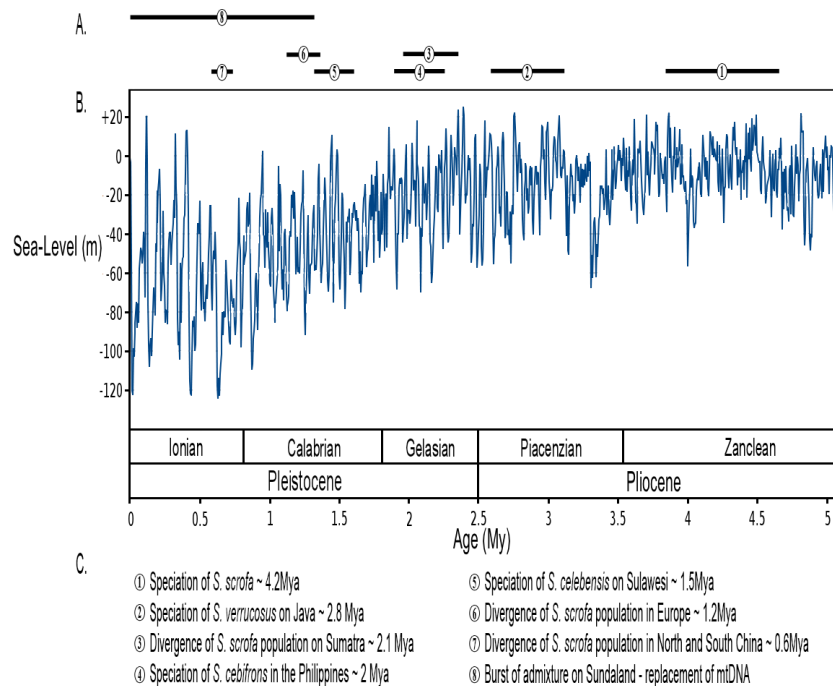 A.
⑧
⑥ ③
⑦ ⑤ ④ ② ①
B.
+20
0
-20
-40
Sea-Level (m)
-60
-80
-100
-120
Ionian Calabrian Gelasian Piacenzian Zanclean
Pleistocene Pliocene
0 0.5 1 1.5 2 2.5 3 3.5 4 4.5 5
Age (My)
C.
① Speciation of S. scrofa ~ 4.2Mya
② Speciation of S. verrucosus on Java ~ 2.8 Mya
③ Divergence of S. scrofa population on Sumatra ~ 2.1 Mya
④ Speciation of S. cebifrons in the Philippines ~ 2 Mya
⑤ Speciation of S. celebensis on Sulawesi ~ 1.5Mya
⑥ Divergence of S. scrofa population in Europe ~ 1.2Mya
⑦ Divergence of S. scrofa population in North and South China ~ 0.6Mya
⑧ Burst of admixture on Sundaland - replacement of mtDNA